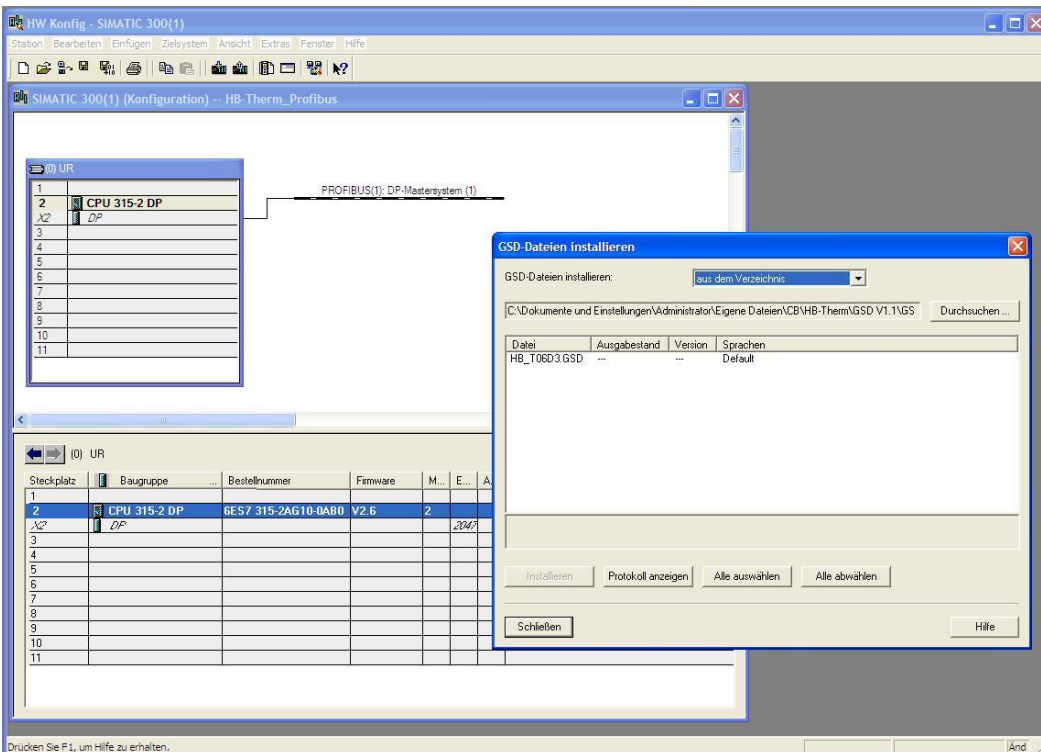 HW Konfig - SIMATIC 300(1)
Station Bearbeiten Einfügen Zielsystem Ansicht Extras Fenster Hilfe
SIMATIC 300(1) (Konfiguration) -- HB-Therm_Profibus
(0) UR
1
2 CPU 315-2 DP
X2 DP
3
4
5
6
7
8
9
10
11
PROFIBUS(1): DP-Mastersystem (1)
GSD-Dateien installieren
GSD-Dateien installieren: aus dem Verzeichnis
C:\Dokumente und Einstellungen\Administrator\Eigene Dateien\CB\HB-Therm\GSD V1.1\GS Durchsuchen ...
Datei Ausgabestand Version Sprachen
HB_T06D3.GSD --- --- Default
Installieren Protokoll anzeigen Alle auswählen Alle abwählen
Schließen Hilfe
(0) UR
Steckplatz Baugruppe ... Bestellnummer Firmware M... E... A
1
2 CPU 315-2 DP 6ES7 315-2AG10-0AB0 V2.6 2
X2 DP 2047
3
4
5
6
7
8
9
10
11
Drücken Sie F1, um Hilfe zu erhalten. Änd